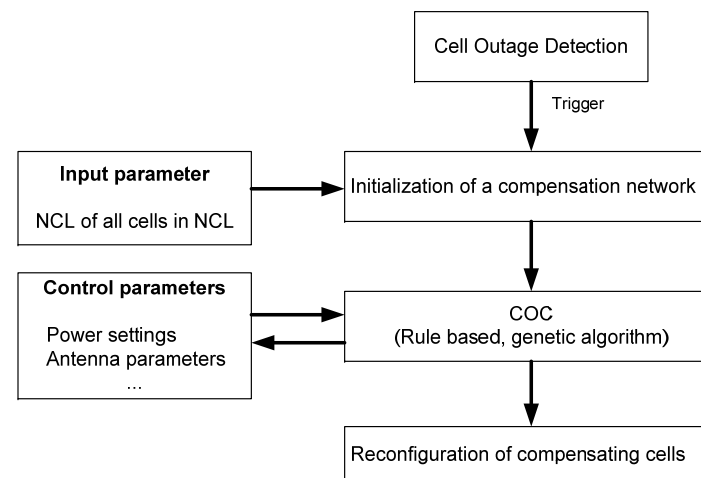 Cell Outage Detection
Trigger
Input parameter
NCL of all cells in NCL
Initialization of a compensation network
Control parameters
Power settings
Antenna parameters
...
COC
(Rule based, genetic algorithm)
Reconfiguration of compensating cells